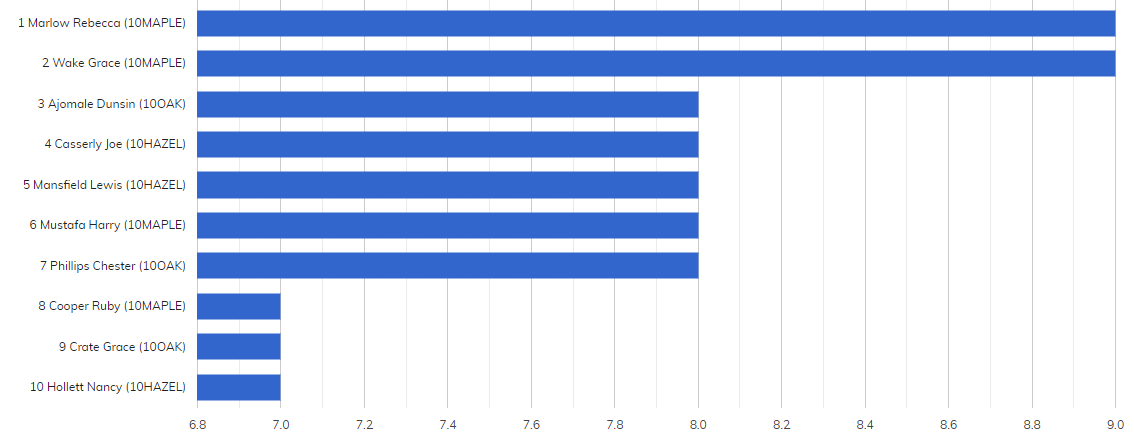 1 Marlow Rebecca (10MAPLE)
2 Wake Grace (10MAPLE)
3 Ajomale Dunsin (10OAK)
4 Casserly Joe (10HAZEL)
5 Mansfield Lewis (10HAZEL)
6 Mustafa Harry (10MAPLE)
7 Phillips Chester (10OAK)
8 Cooper Ruby (10MAPLE)
9 Crate Grace (10OAK)
10 Hollett Nancy (10HAZEL)
6.8 7.0 7.2 7.4 7.6 7.8 8.0 8.2 8.4 8.6 8.8 9.0